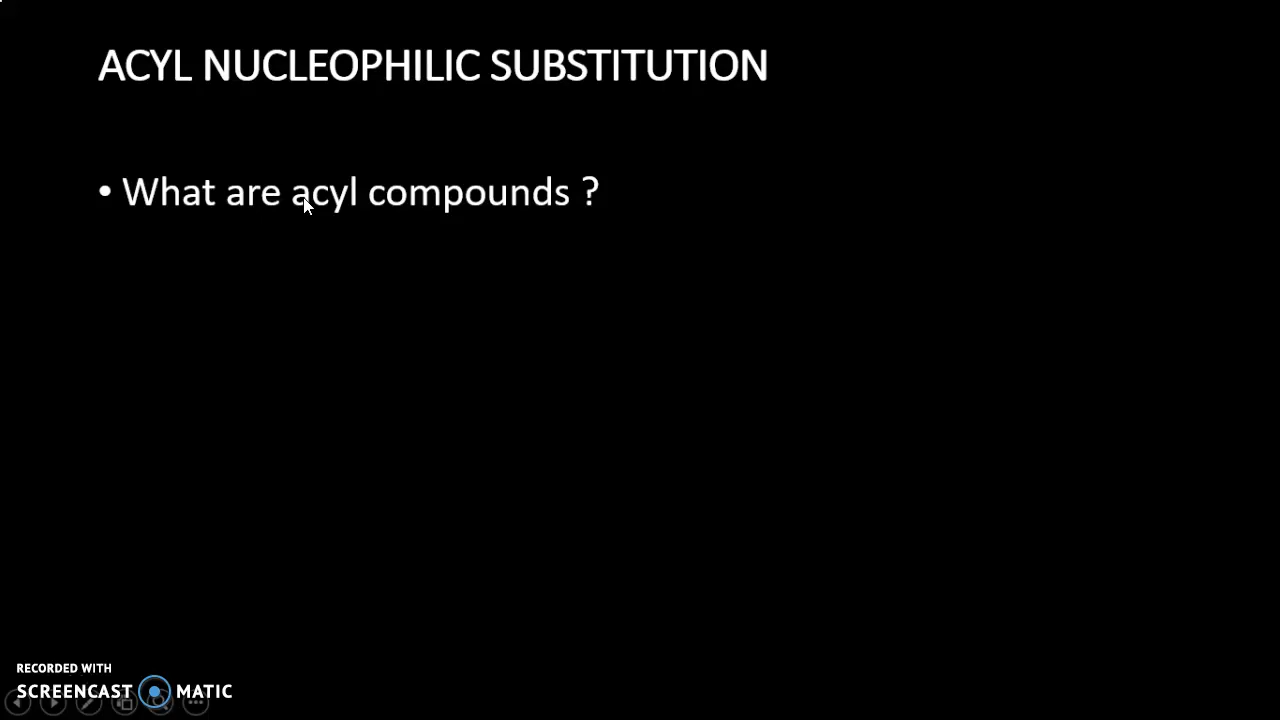 ACYL NUCLEOPHILIC SUBSTITUTION
• What are acyl compounds ?
RECORDED WITH
SCREENCAST MATIC